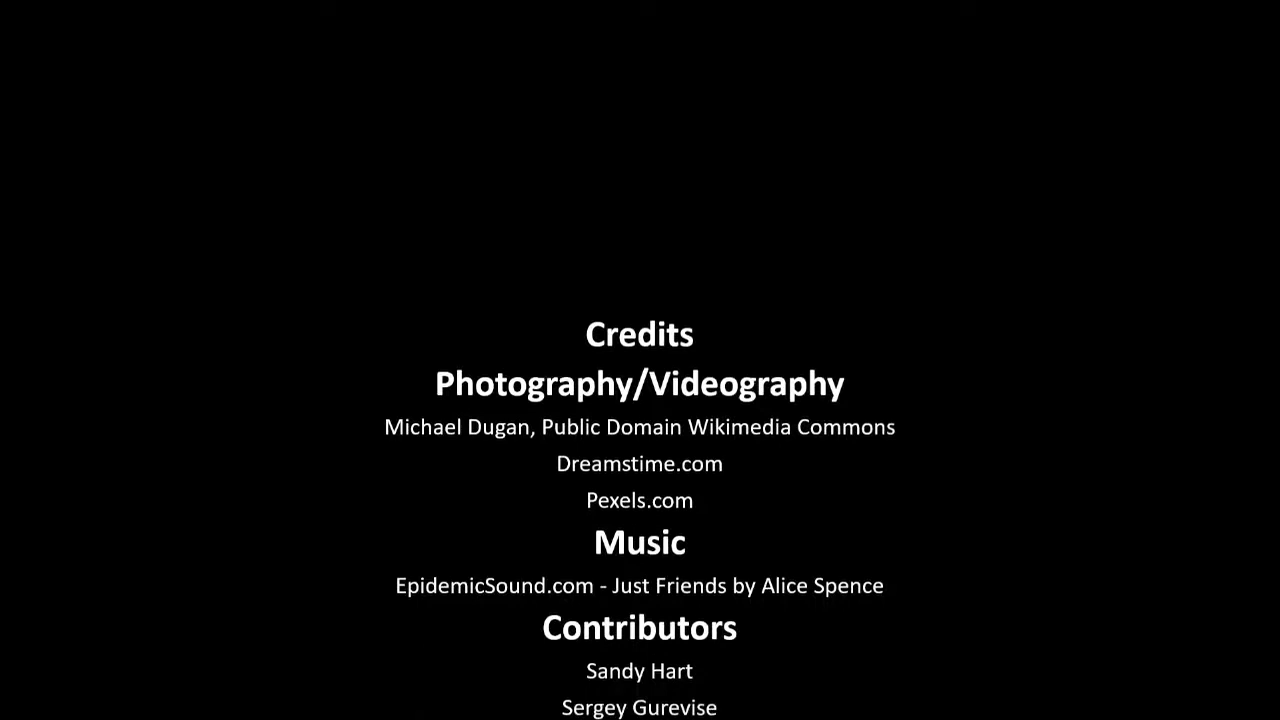 Credits
Photography/Videography
Michael Dugan, Public Domain Wikimedia Commons
Dreamstime.com
Pexels.com
Music
EpidemicSound.com - Just Friends by Alice Spence
Contributors
Sandy Hart
Sergey Gurevise